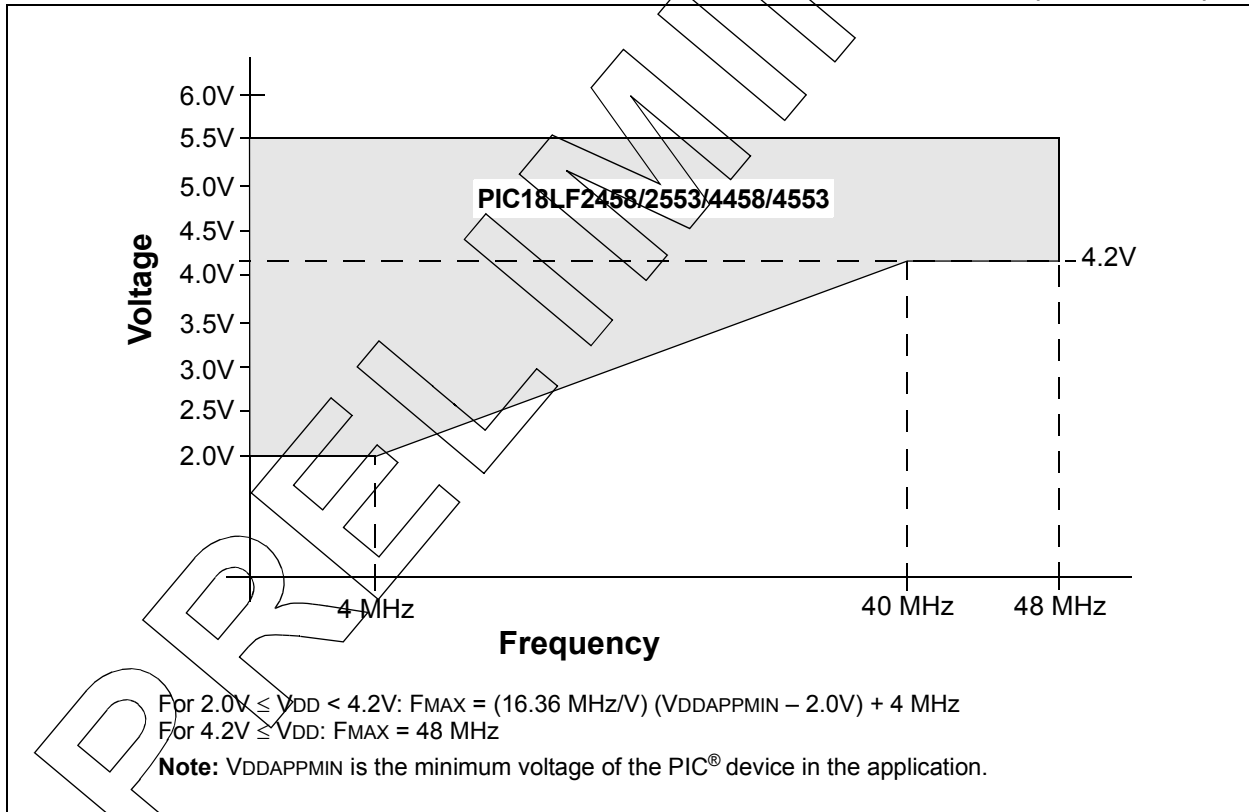 6.0V
5.5V
5.0V
PIC18LF2458/2553/4458/4553
4.5V
4.2V
4.0V
3.5V
3.0V
2.5V
2.0V
Voltage
4 MHz
40 MHz
48 MHz
Frequency
For 2.0V ≤ VDD < 4.2V: FMAX = (16.36 MHz/V) (VDDAPPMIN – 2.0V) + 4 MHz
For 4.2V ≤ VDD: FMAX = 48 MHz
Note: VDDAPPMIN is the minimum voltage of the PIC® device in the application.
PRELIMI